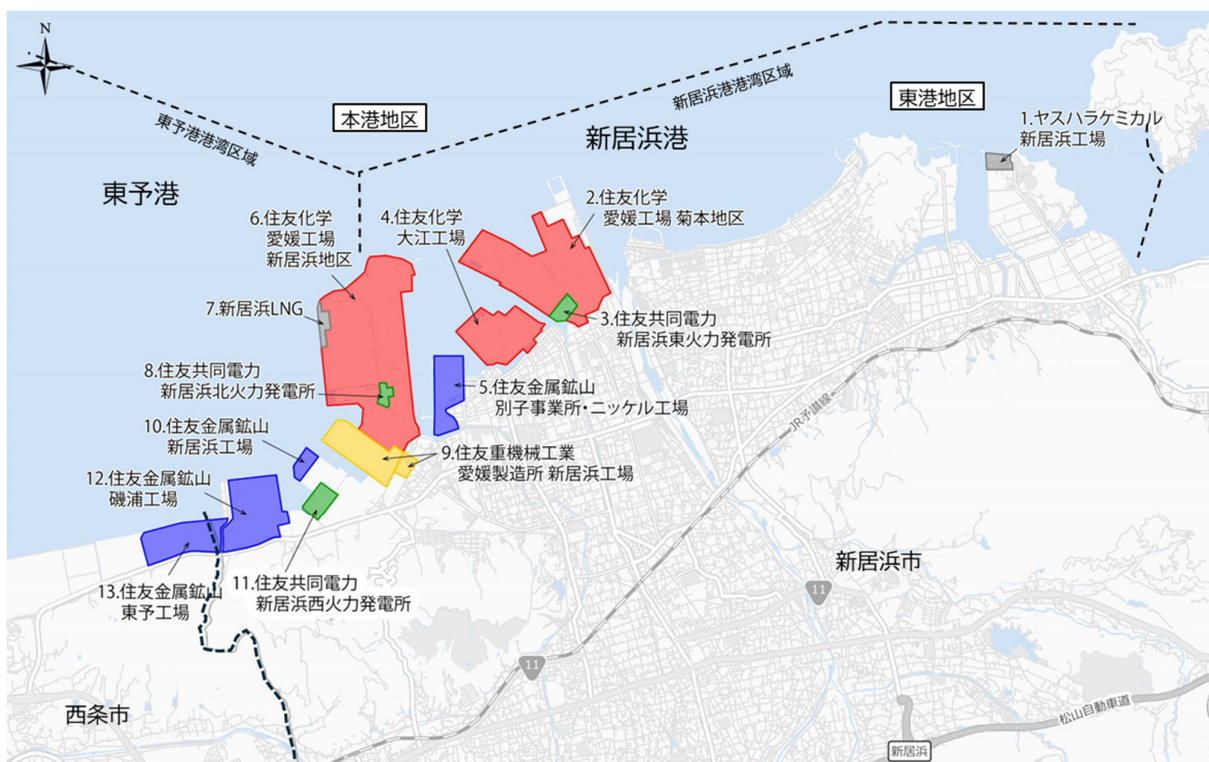 N
本港地区
東港地区
新居浜港港湾区域
東予港港湾区域
新居浜港
東予港
1.ヤスハラケミカル
新居浜工場
2.住友化学
愛媛工場 菊本地区
4.住友化学
大江工場
6.住友化学
愛媛工場
新居浜地区
7.新居浜LNG
3.住友共同電力
新居浜東火力発電所
8.住友共同電力
新居浜北火力発電所
5.住友金属鉱山
別子事業所・ニッケル工場
10.住友金属鉱山
新居浜工場
9.住友重機械工業
愛媛製造所 新居浜工場
12.住友金属鉱山
磯浦工場
13.住友金属鉱山
東予工場
11.住友共同電力
新居浜西火力発電所
JR予讃線
新居浜市
11
11
西条市
松山自動車道
新居浜